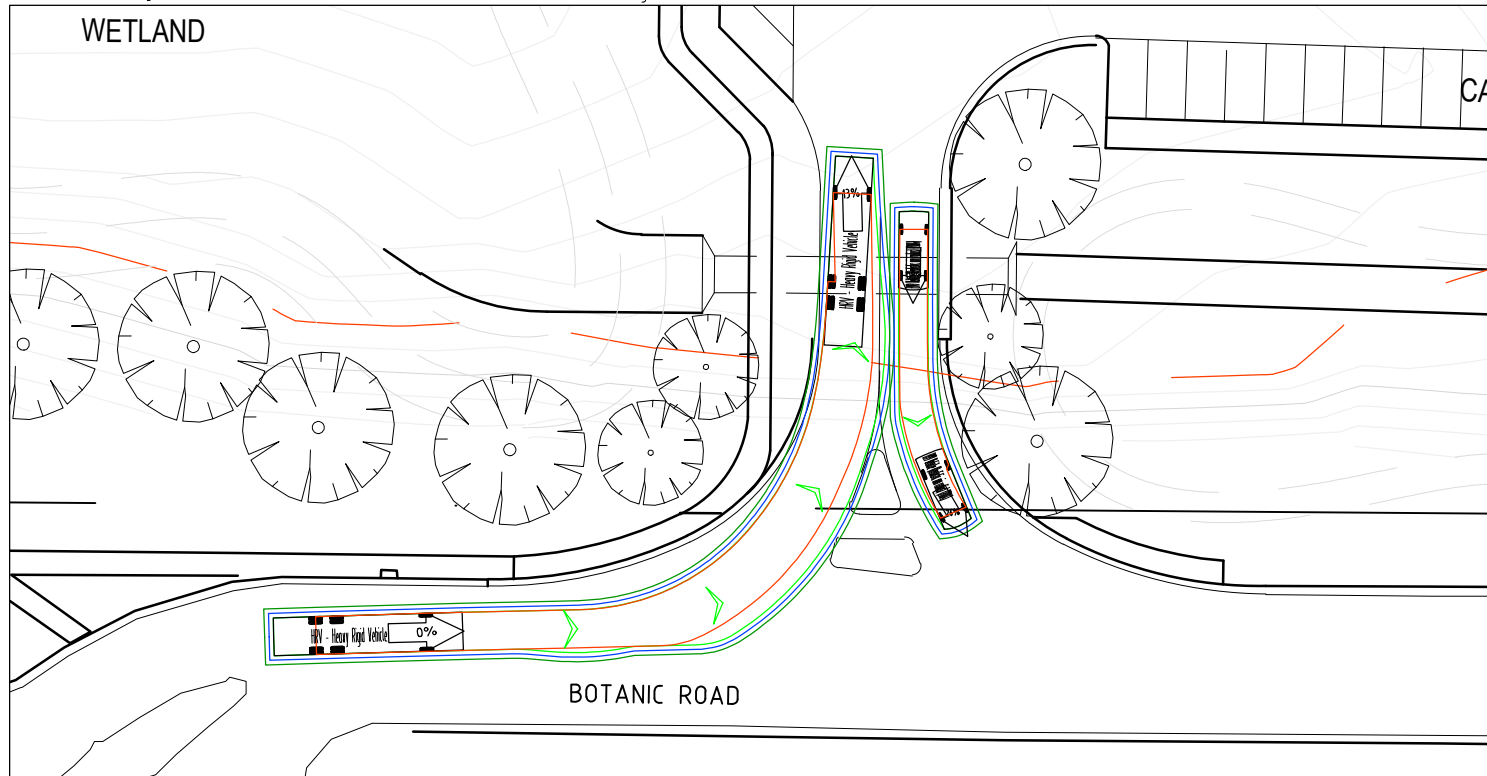 WETLAND
CA
13%
HRV - Heavy Rigid Vehicle
HRV - Heavy Rigid Vehicle
0%
BOTANIC ROAD